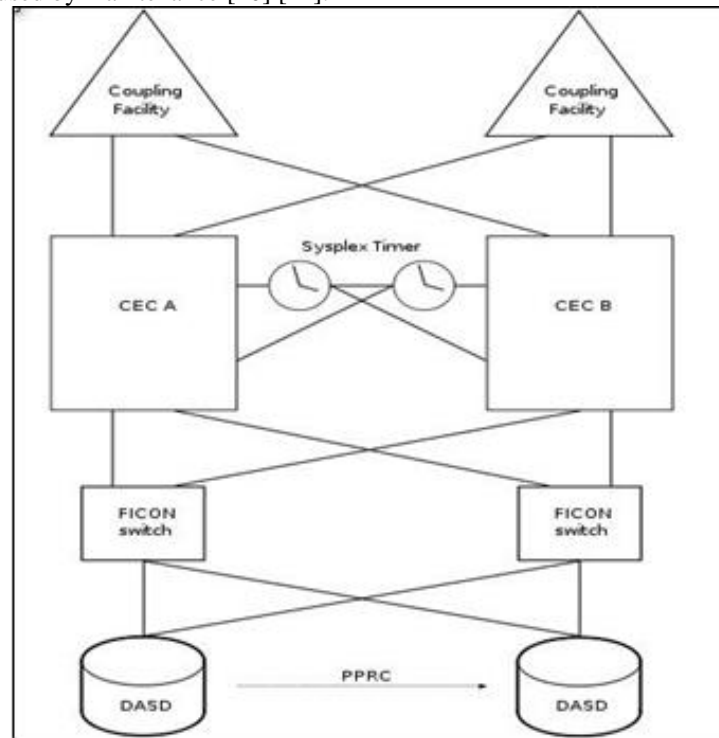 Coupling Facility
Coupling Facility
Sysplex Timer
CEC A
CEC B
FICON switch
FICON switch
PPRC
DASD
DASD